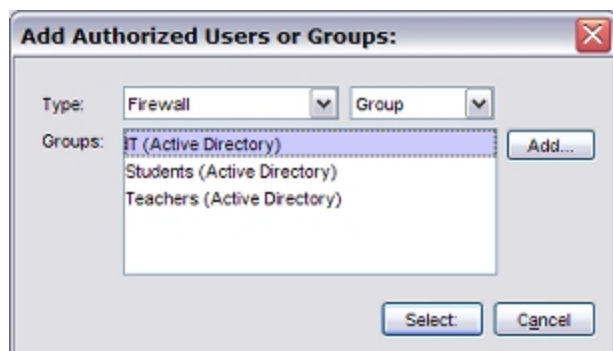 Add Authorized Users or Groups:
Type: Firewall Group
Groups: IT (Active Directory) Add...
Students (Active Directory)
Teachers (Active Directory)
Select Cancel